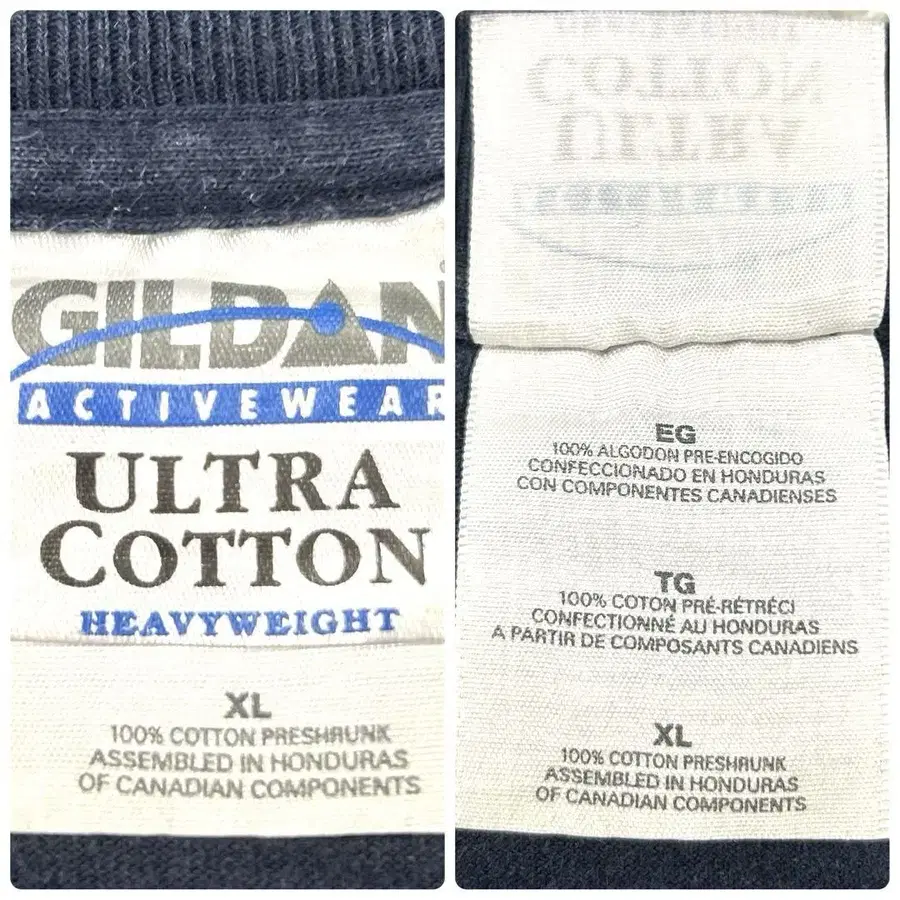 GILDAN
ACTIVEWEAR
ULTRA
COTTON
HEAVYWEIGHT
XL
100% COTTON PRESHRUNK
ASSEMBLED IN HONDURAS
OF CANADIAN COMPONENTS
COTTON
ULTRA
EG
100% ALGODON PRE-ENCOGIDO
CONFECCIONADO EN HONDURAS
CON COMPONENTES CANADIENSES
TG
100% COTON PRÉ-RÉTRÉCI
CONFECTIONNÉ AU HONDURAS
A PARTIR DE COMPOSANTS CANADIENS
XL
100% COTTON PRESHRUNK
ASSEMBLED IN HONDURAS
OF CANADIAN COMPONENTS